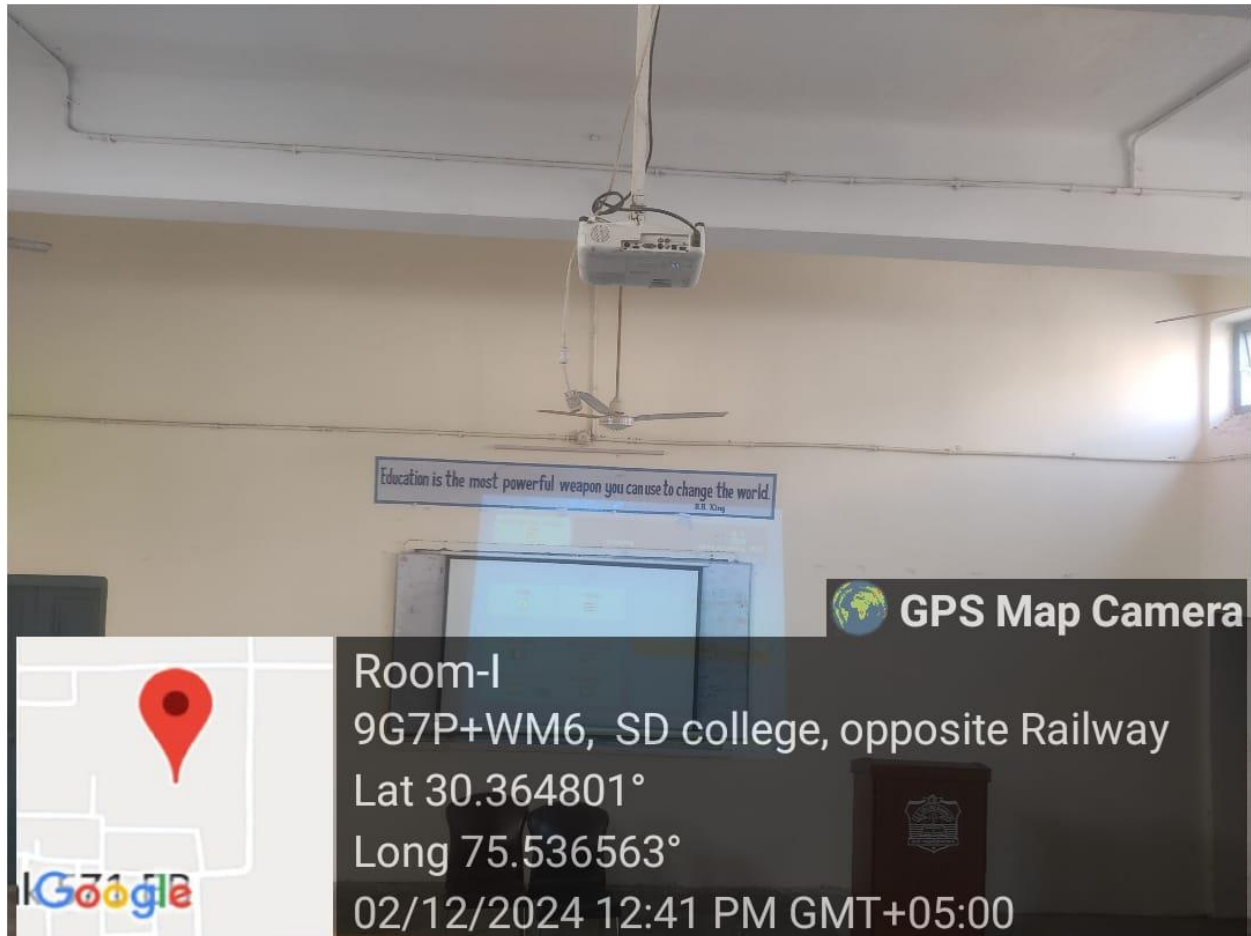 Education is the most powerful weapon you can use to change the world.
B.B. King
GPS Map Camera
Room-I
9G7P+WM6, SD college, opposite Railway
Lat 30.364801°
Long 75.536563°
02/12/2024 12:41 PM GMT+05:00
Google